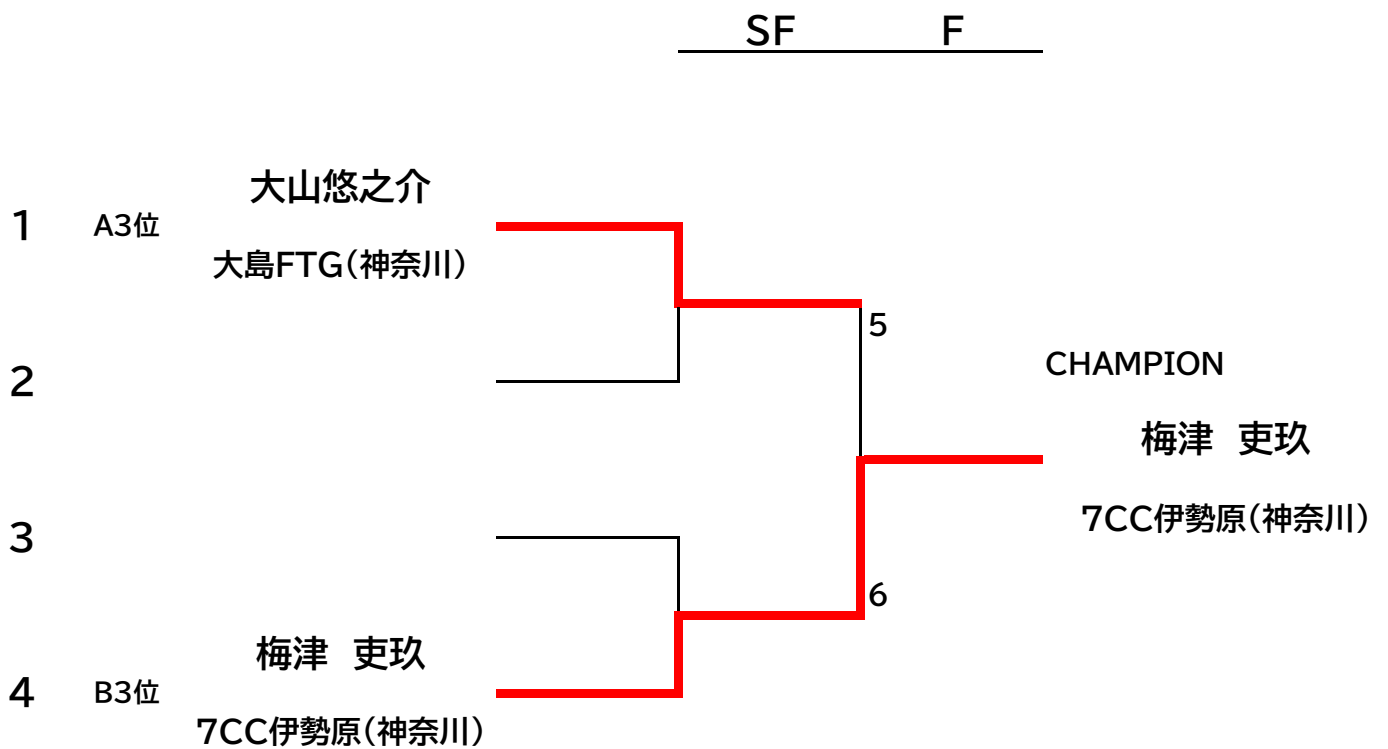 SF F
大山悠之介
1 A3位
大島FTG(神奈川)
5
CHAMPION
2
梅津 吏玖
7CC伊勢原(神奈川)
3
6
梅津 吏玖
4 B3位
7CC伊勢原(神奈川)